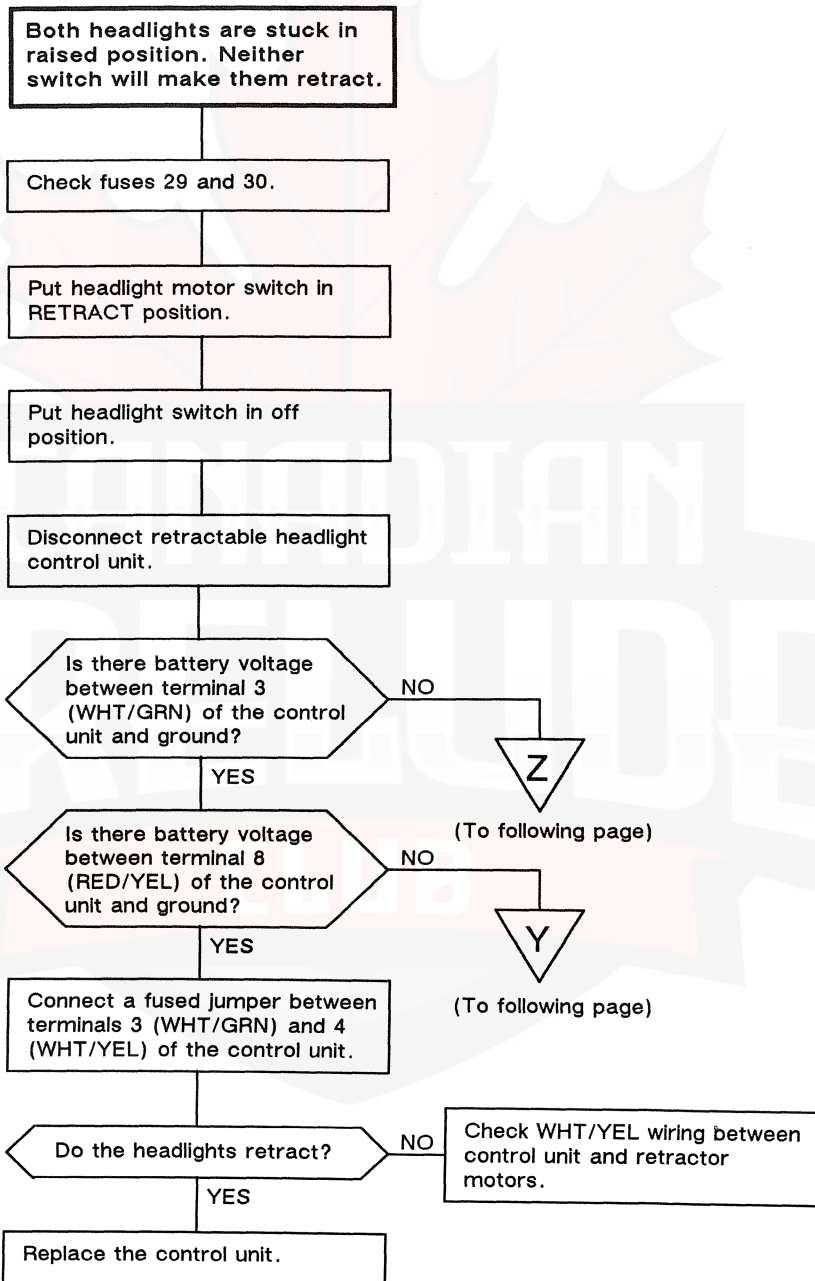 Both headlights are stuck in
raised position. Neither
switch will make them retract.
Check fuses 29 and 30.
Put headlight motor switch in
RETRACT position.
Put headlight switch in off
position.
Disconnect retractable headlight
control unit.
Is there battery voltage
between terminal 3
(WHT/GRN) of the control
unit and ground?
NO
Z
(To following page)
YES
Is there battery voltage
between terminal 8
(RED/YEL) of the control
unit and ground?
NO
Y
(To following page)
YES
Connect a fused jumper between
terminals 3 (WHT/GRN) and 4
(WHT/YEL) of the control unit.
Do the headlights retract?
NO
Check WHT/YEL wiring between
control unit and retractor
motors.
YES
Replace the control unit.
CANADIAN
PRELUDE
CLUB